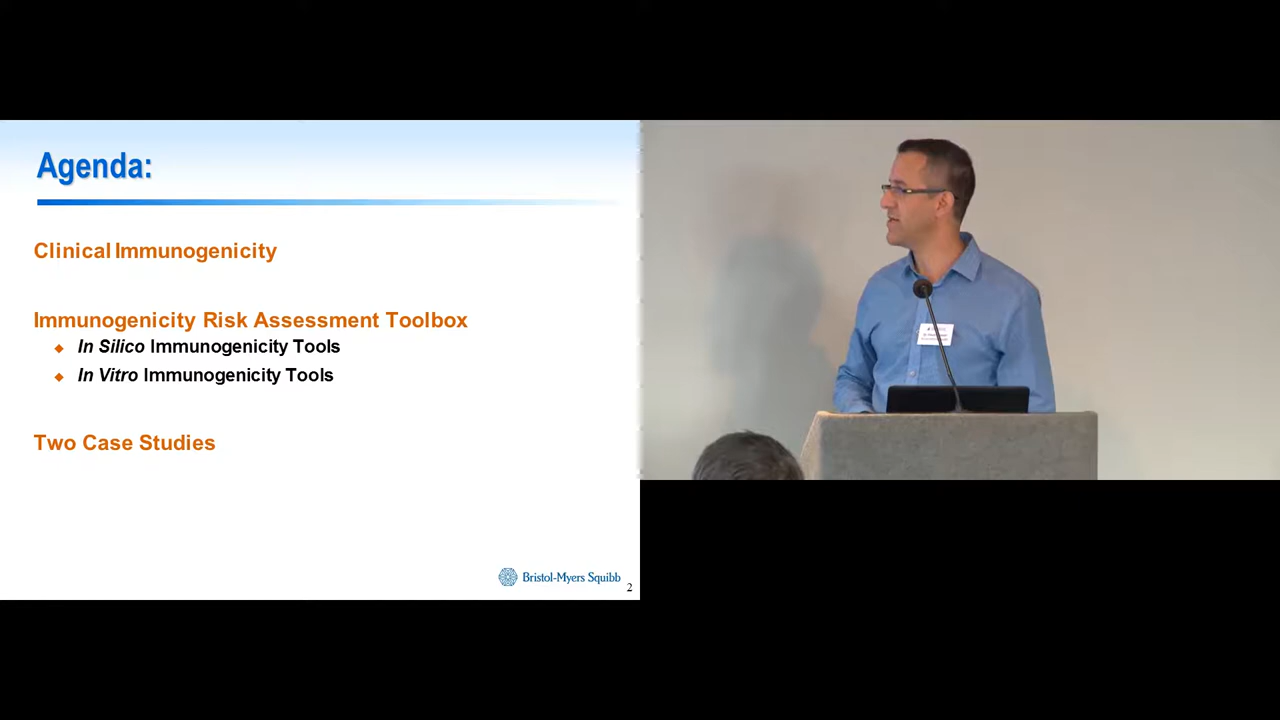 Agenda:
Clinical Immunogenicity
Immunogenicity Risk Assessment Toolbox
In Silico Immunogenicity Tools
In Vitro Immunogenicity Tools
Two Case Studies
Bristol-Myers Squibb
2